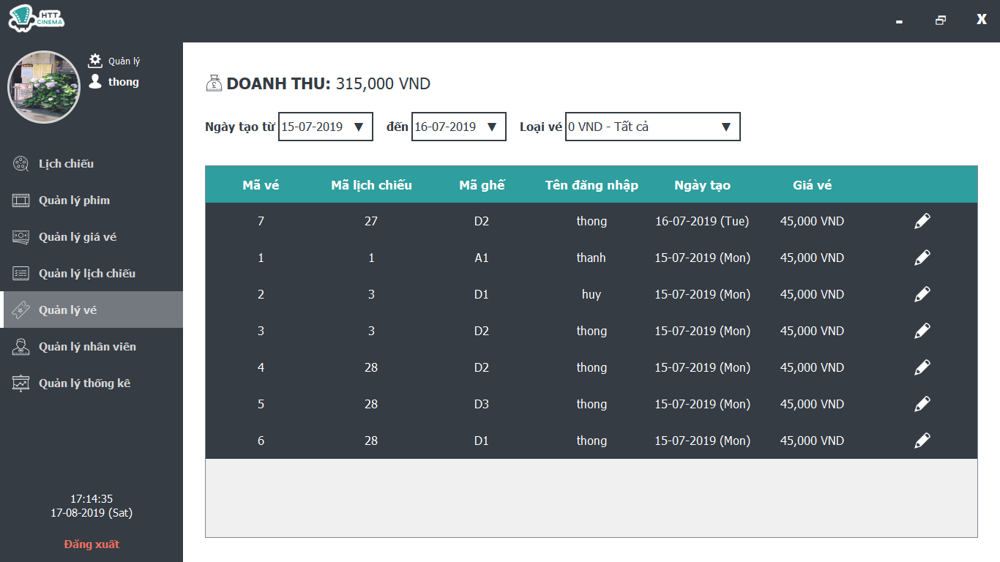 HTT
CINEMA
X
Quản lý
thong
Lịch chiếu
Quản lý phim
Quản lý giá vé
Quản lý lịch chiếu
Quản lý vé
Quản lý nhân viên
Quản lý thống kê
17:14:35
17-08-2019 (Sat)
Đăng xuất
DOANH THU: 315,000 VND
Ngày tạo từ 15-07-2019 ▼ đến 16-07-2019 ▼ Loại vé 0 VND - Tất cả ▼
Mã vé Mã lịch chiếu Mã ghế Tên đăng nhập Ngày tạo Giá vé
7 27 D2 thong 16-07-2019 (Tue) 45,000 VND
1 1 A1 thanh 15-07-2019 (Mon) 45,000 VND
2 3 D1 huy 15-07-2019 (Mon) 45,000 VND
3 3 D2 thong 15-07-2019 (Mon) 45,000 VND
4 28 D2 thong 15-07-2019 (Mon) 45,000 VND
5 28 D3 thong 15-07-2019 (Mon) 45,000 VND
6 28 D1 thong 15-07-2019 (Mon) 45,000 VND